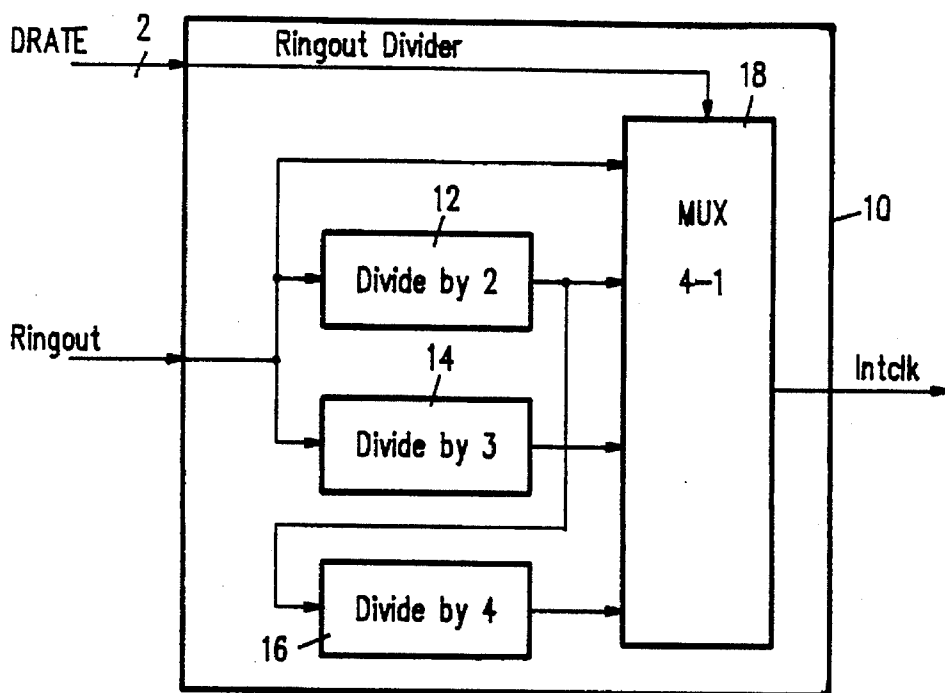 DRATE
2
Ringout Divider
18
12
MUX
4-1
10
Divide by 2
Ringout
14
Intclk
Divide by 3
Divide by 4
16